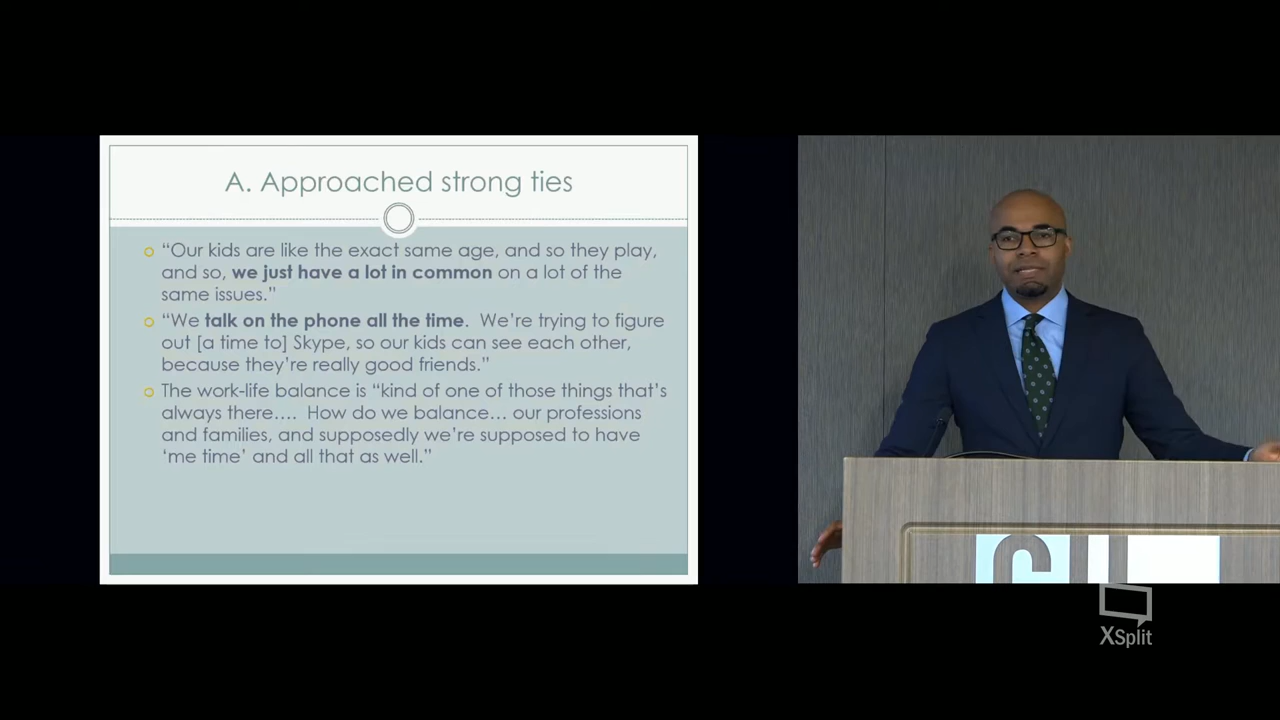 A. Approached strong ties
“Our kids are like the exact same age, and so they play,
and so, we just have a lot in common on a lot of the
same issues.”
“We talk on the phone all the time.  We’re trying to figure
out [a time to] Skype, so our kids can see each other,
because they’re really good friends.”
The work-life balance is “kind of one of those things that’s
always there….  How do we balance… our professions
and families, and supposedly we’re supposed to have
‘me time’ and all that as well.”
XSplit